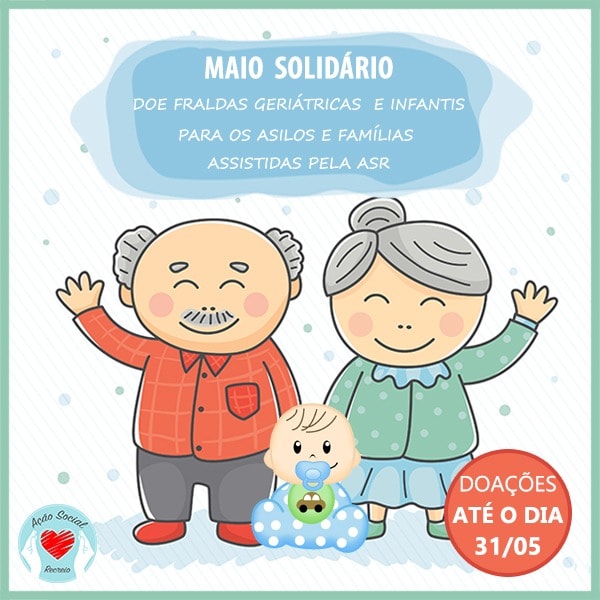 MAIO SOLIDÁRIO
DOE FRALDAS GERIÁTRICAS E INFANTIS
PARA OS ASILOS E FAMÍLIAS
ASSISTIDAS PELA ASR
DOAÇÕES
ATÉ O DIA
31/05
Ação Social
Recreio